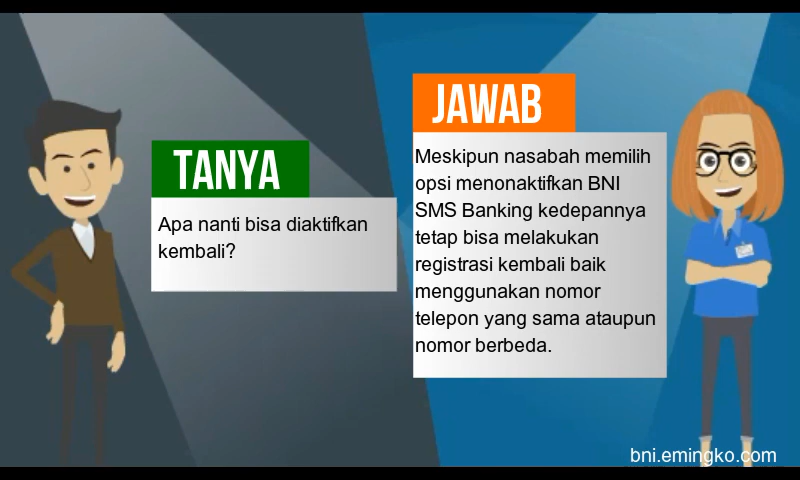 TANYA
Apa nanti bisa diaktifkan
kembali?
JAWAB
Meskipun nasabah memilih
opsi menonaktifkan BNI
SMS Banking kedepannya
tetap bisa melakukan
registrasi kembali baik
menggunakan nomor
telepon yang sama ataupun
nomor berbeda.
bni.emingko.com